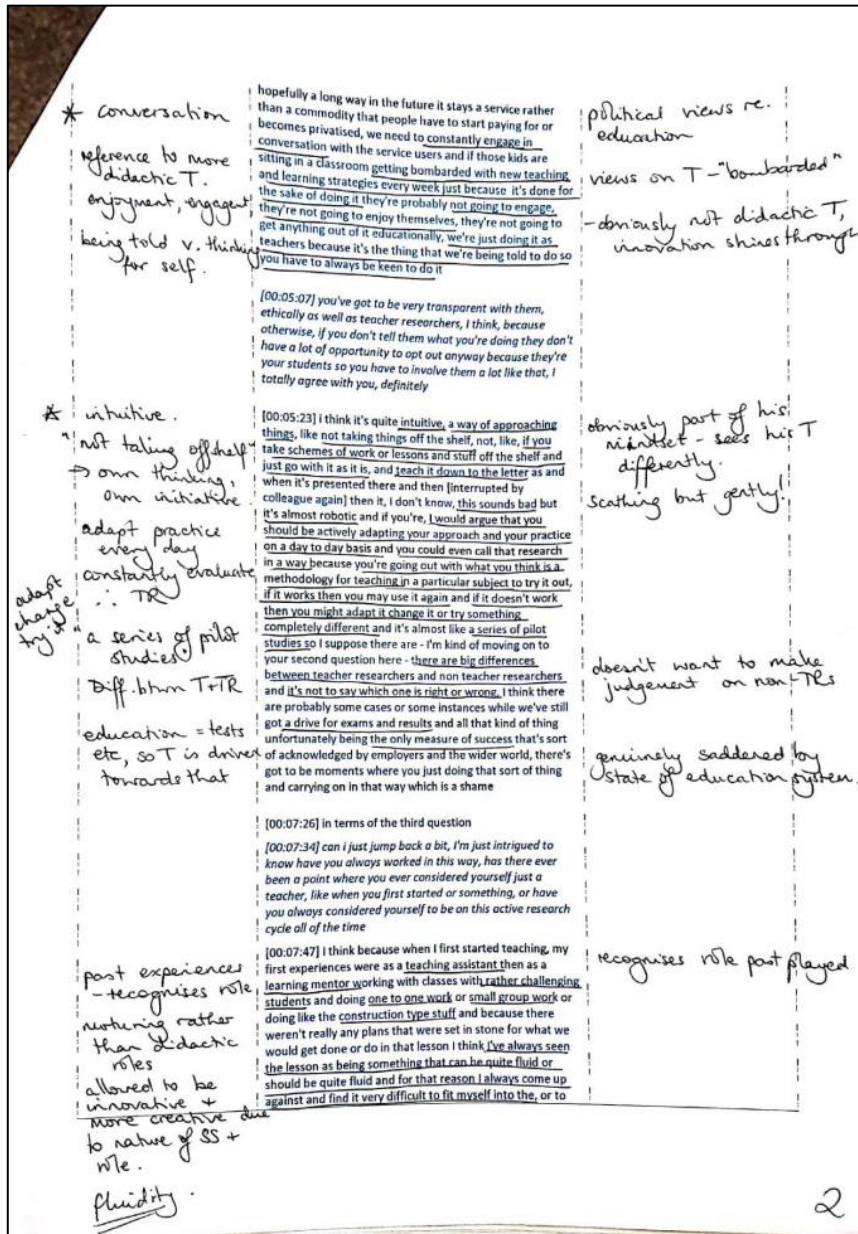 * conversation
reference to more
didactic T.
enjoyment, engagent
being told v. thinking
for self.
* intuitive.
"not taking off shelf"
→ own thinking,
own initiative.
adapt practice
every day
constantly evaluate
∴ TR
adapt
change
try it
"a series of pilot
studies"
Diff. btwn T+TR
education = tests
etc, so T is driven
towards that
past experiences
- recognises role
nurturing rather
than didactic
roles
allowed to be
innovative +
more creative due
to nature of SS +
role.
fluidity.
hopefully a long way in the future it stays a service rather
than a commodity that people have to start paying for or
becomes privatised, we need to constantly engage in
conversation with the service users and if those kids are
sitting in a classroom getting bombarded with new teaching
and learning strategies every week just because it's done for
the sake of doing it they're probably not going to engage,
they're not going to enjoy themselves, they're not going to
get anything out of it educationally, we're just doing it as
teachers because it's the thing that we're being told to do so
you have to always be keen to do it
[00:05:07] you've got to be very transparent with them,
ethically as well as teacher researchers, I think, because
otherwise, if you don't tell them what you're doing they don't
have a lot of opportunity to opt out anyway because they're
your students so you have to involve them a lot like that, I
totally agree with you, definitely
[00:05:23] i think it's quite intuitive, a way of approaching
things, like not taking things off the shelf, not, like, if you
take schemes of work or lessons and stuff off the shelf and
just go with it as it is, and teach it down to the letter as and
when it's presented there and then [interrupted by
colleague again] then it, I don't know, this sounds bad but
it's almost robotic and if you're, I would argue that you
should be actively adapting your approach and your practice
on a day to day basis and you could even call that research
in a way because you're going out with what you think is a
methodology for teaching in a particular subject to try it out,
if it works then you may use it again and if it doesn't work
then you might adapt it change it or try something
completely different and it's almost like a series of pilot
studies so I suppose there are - I'm kind of moving on to
your second question here - there are big differences
between teacher researchers and non teacher researchers
and it's not to say which one is right or wrong. I think there
are probably some cases or some instances while we've still
got a drive for exams and results and all that kind of thing
unfortunately being the only measure of success that's sort
of acknowledged by employers and the wider world, there's
got to be moments where you just doing that sort of thing
and carrying on in that way which is a shame
[00:07:26] in terms of the third question
[00:07:34] can i just jump back a bit, I'm just intrigued to
know have you always worked in this way, has there ever
been a point where you ever considered yourself just a
teacher, like when you first started or something, or have
you always considered yourself to be on this active research
cycle all of the time
[00:07:47] I think because when I first started teaching, my
first experiences were as a teaching assistant then as a
learning mentor working with classes with rather challenging
students and doing one to one work or small group work or
doing like the construction type stuff and because there
weren't really any plans that were set in stone for what we
would get done or do in that lesson I think I've always seen
the lesson as being something that can be quite fluid or
should be quite fluid and for that reason I always come up
against and find it very difficult to fit myself into the, or to
political views re.
education
views on T - "bombarded"
- obviously not didactic T,
innovation shines through
obviously part of his
mindset - sees his T
differently.
scathing but gently!
doesn't want to make
judgement on non-TRs
genuinely saddened by
state of education system.
recognises role past played
2